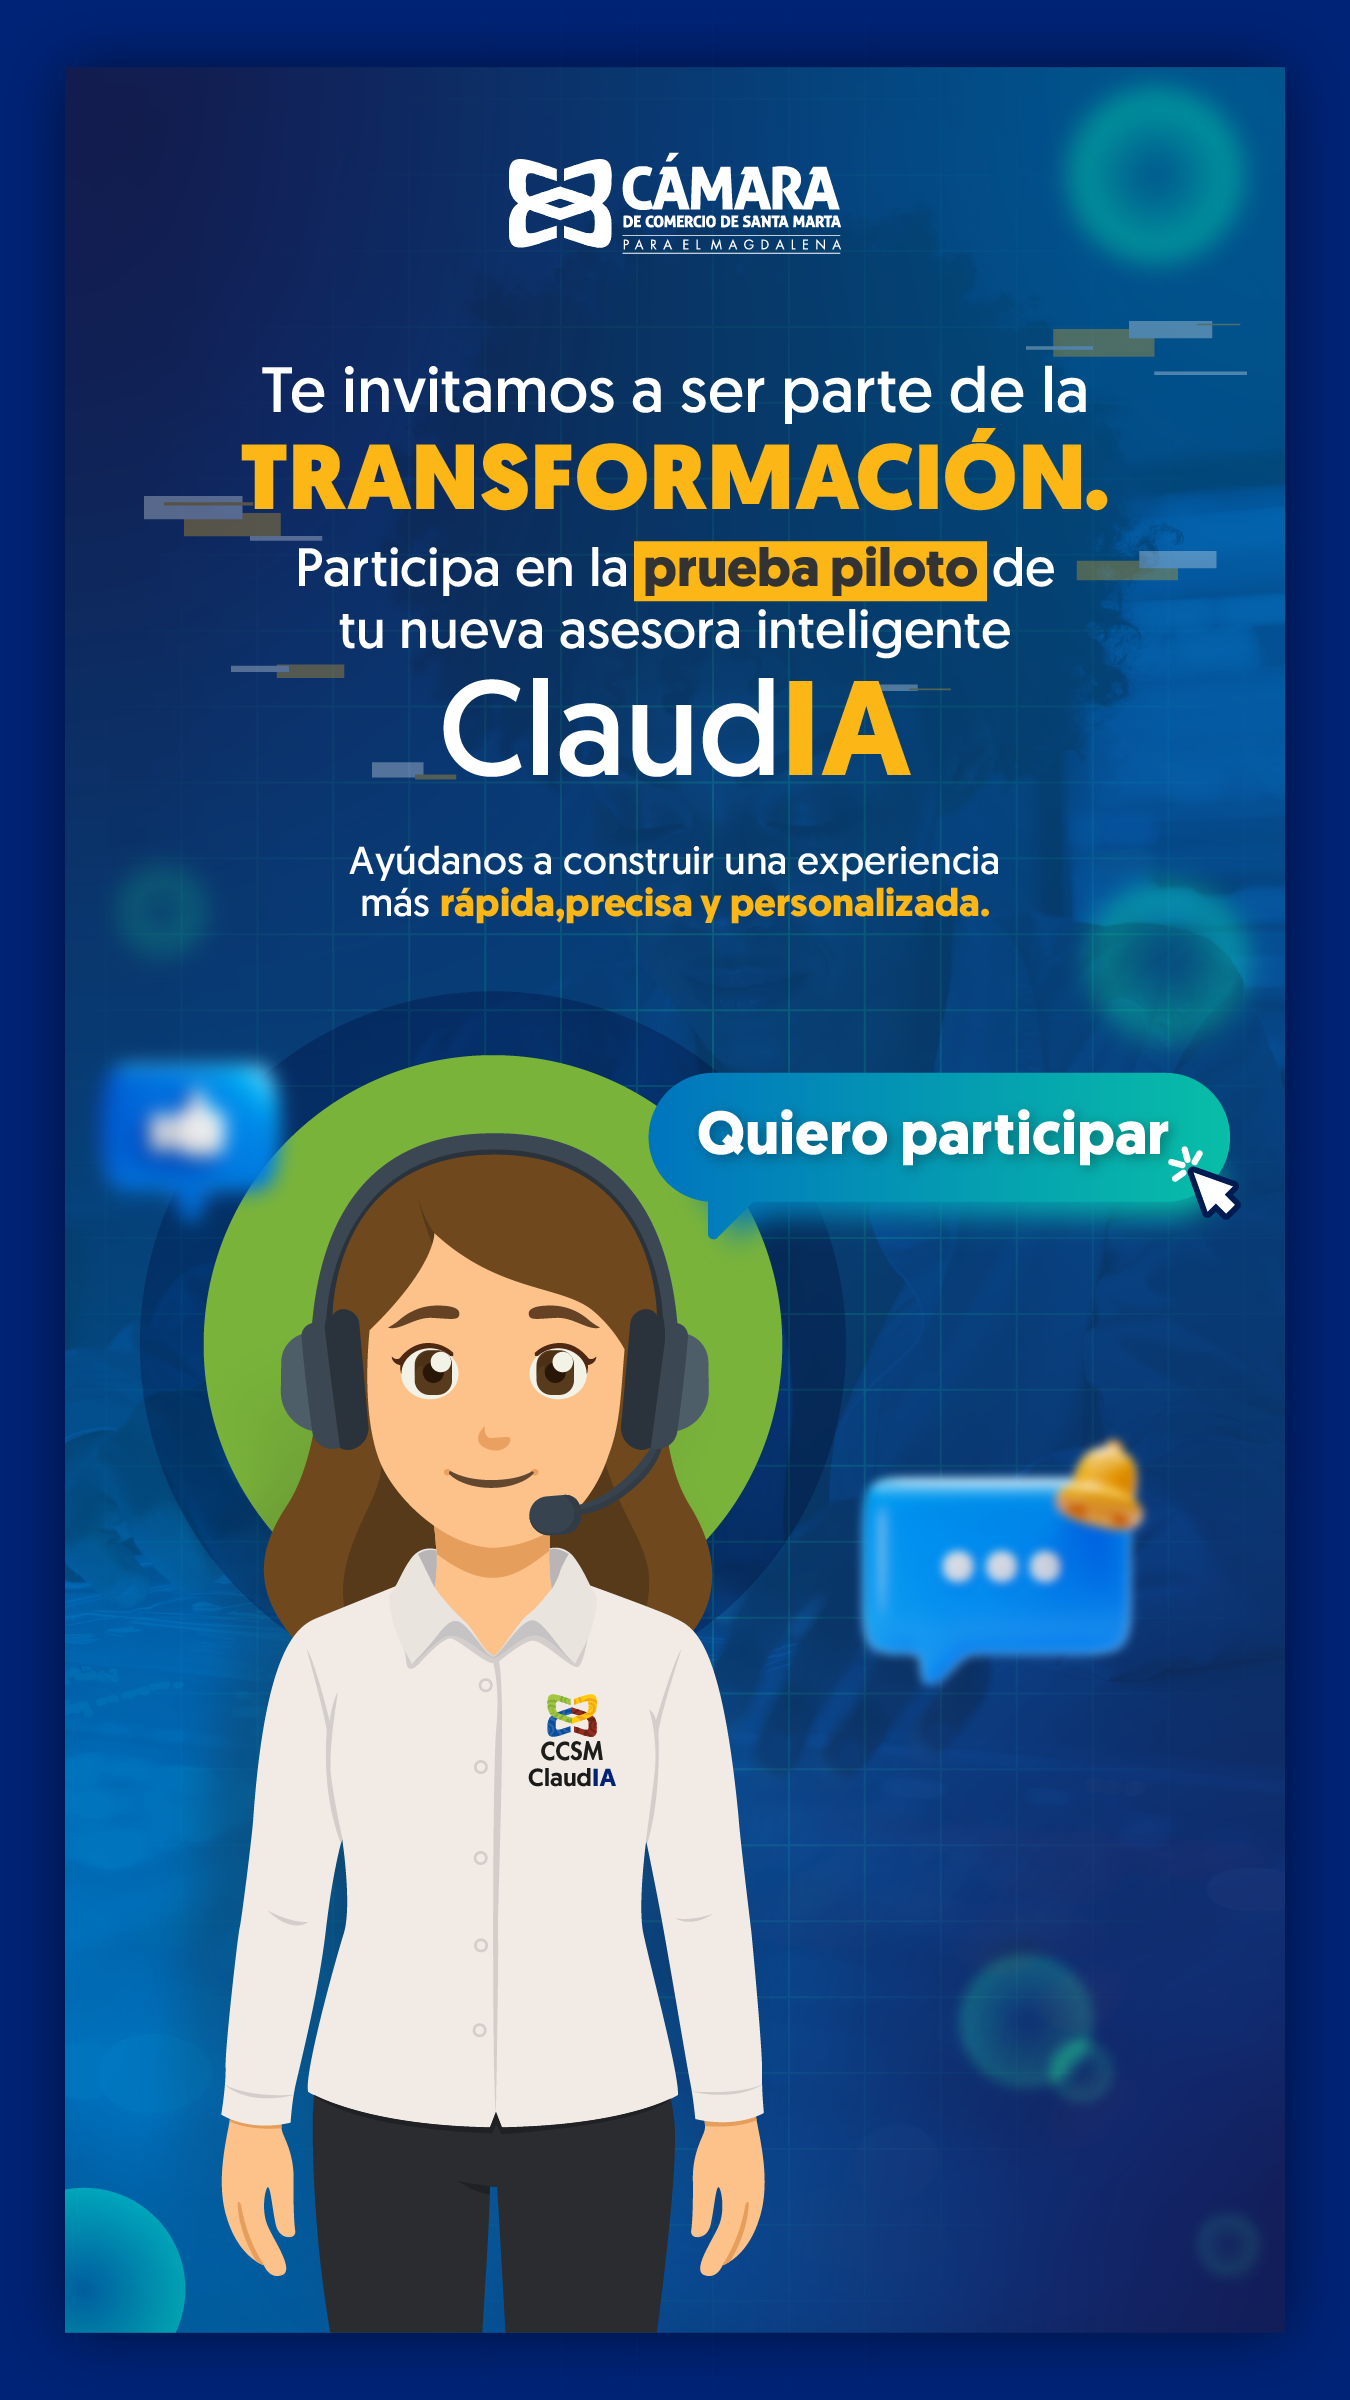 CÁMARA
DE COMERCIO DE SANTA MARTA
PARA EL MAGDALENA
Te invitamos a ser parte de la
TRANSFORMACIÓN.
Participa en la prueba piloto de
tu nueva asesora inteligente
ClaudIA
Ayúdanos a construir una experiencia
más rápida,precisa y personalizada.
Quiero participar
CCSM
ClaudIA